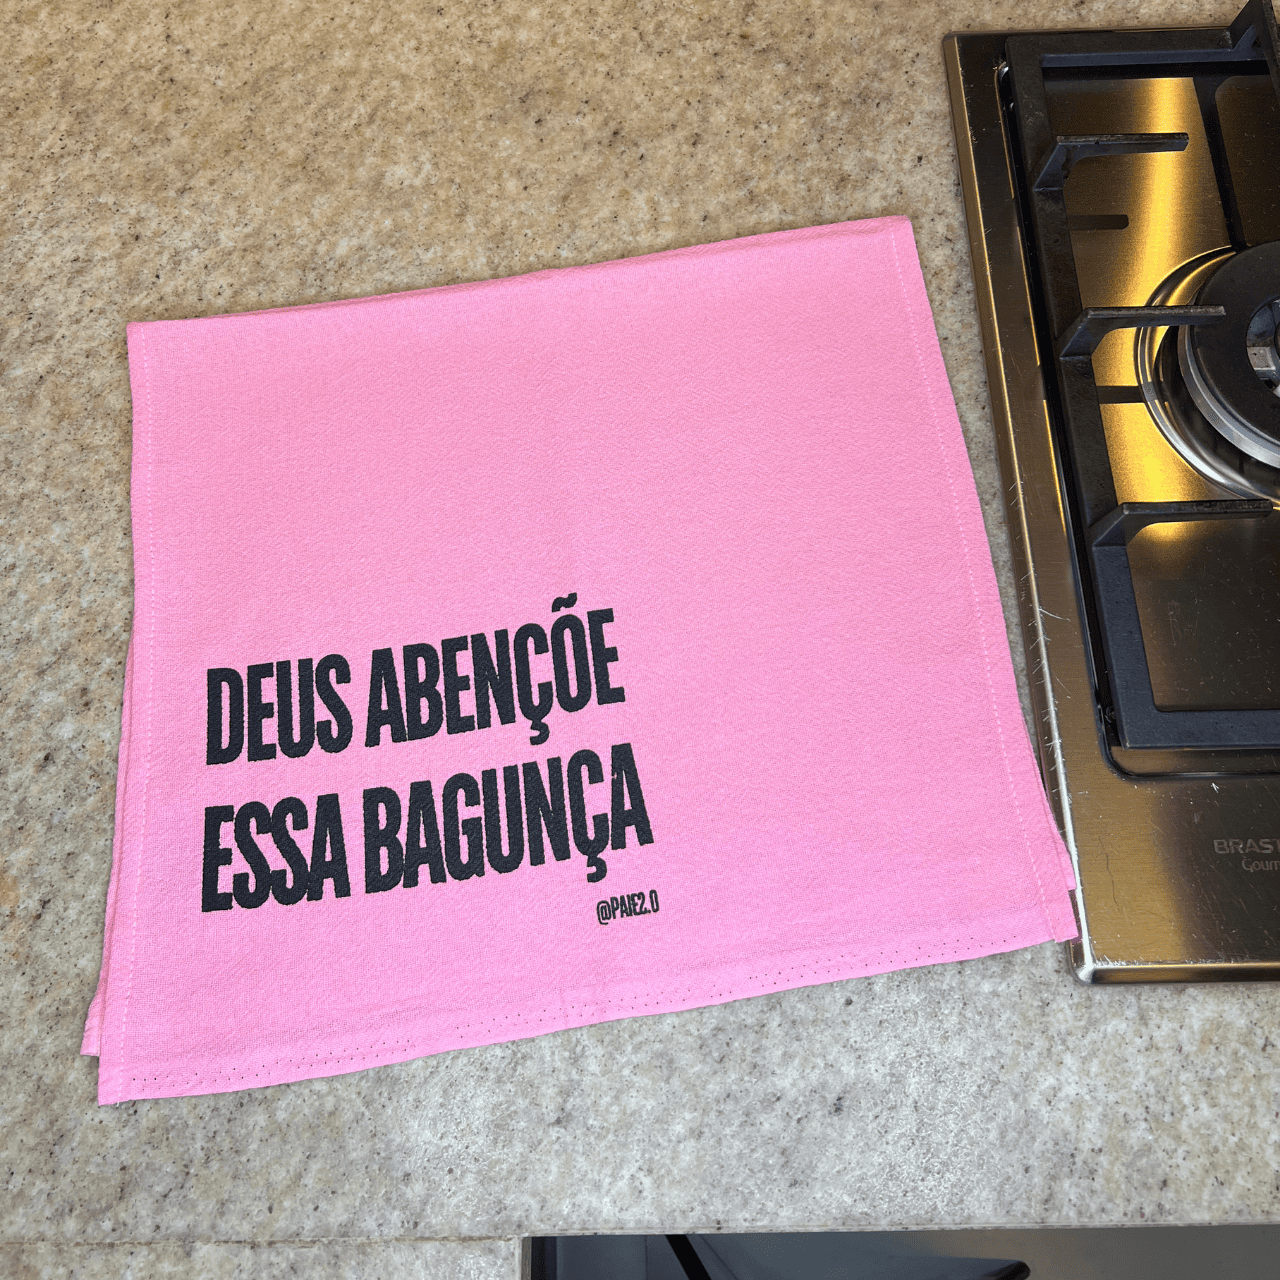 DEUS ABENÇÕE
ESSA BAGUNÇA
@PAIE2.0